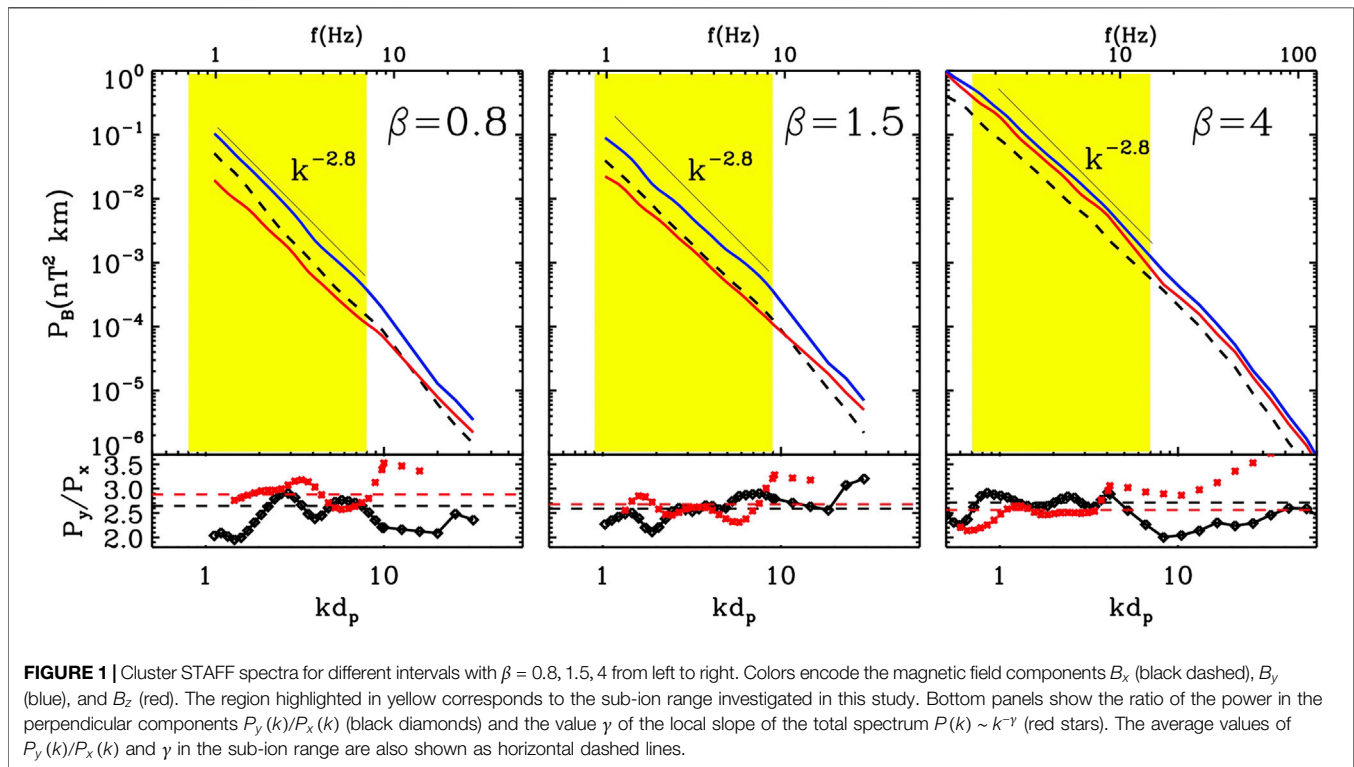 f(Hz) f(Hz) f(Hz)
1 10 1 10 10 100
10^0
10^-1
10^-2
10^-3
10^-4
10^-5
10^-6
P_B(nT^2 km)
β=0.8 β=1.5 β=4
k^-2.8 k^-2.8 k^-2.8
3.5
3.0
2.5
2.0
P_y/P_x
1 10 1 10 1 10
kd_p kd_p kd_p
FIGURE 1 | Cluster STAFF spectra for different intervals with β = 0.8, 1.5, 4 from left to right. Colors encode the magnetic field components B_x (black dashed), B_y
(blue), and B_z (red). The region highlighted in yellow corresponds to the sub-ion range investigated in this study. Bottom panels show the ratio of the power in the
perpendicular components P_y (k)/P_x (k) (black diamonds) and the value γ of the local slope of the total spectrum P(k) ~ k^-γ (red stars). The average values of
P_y (k)/P_x (k) and γ in the sub-ion range are also shown as horizontal dashed lines.